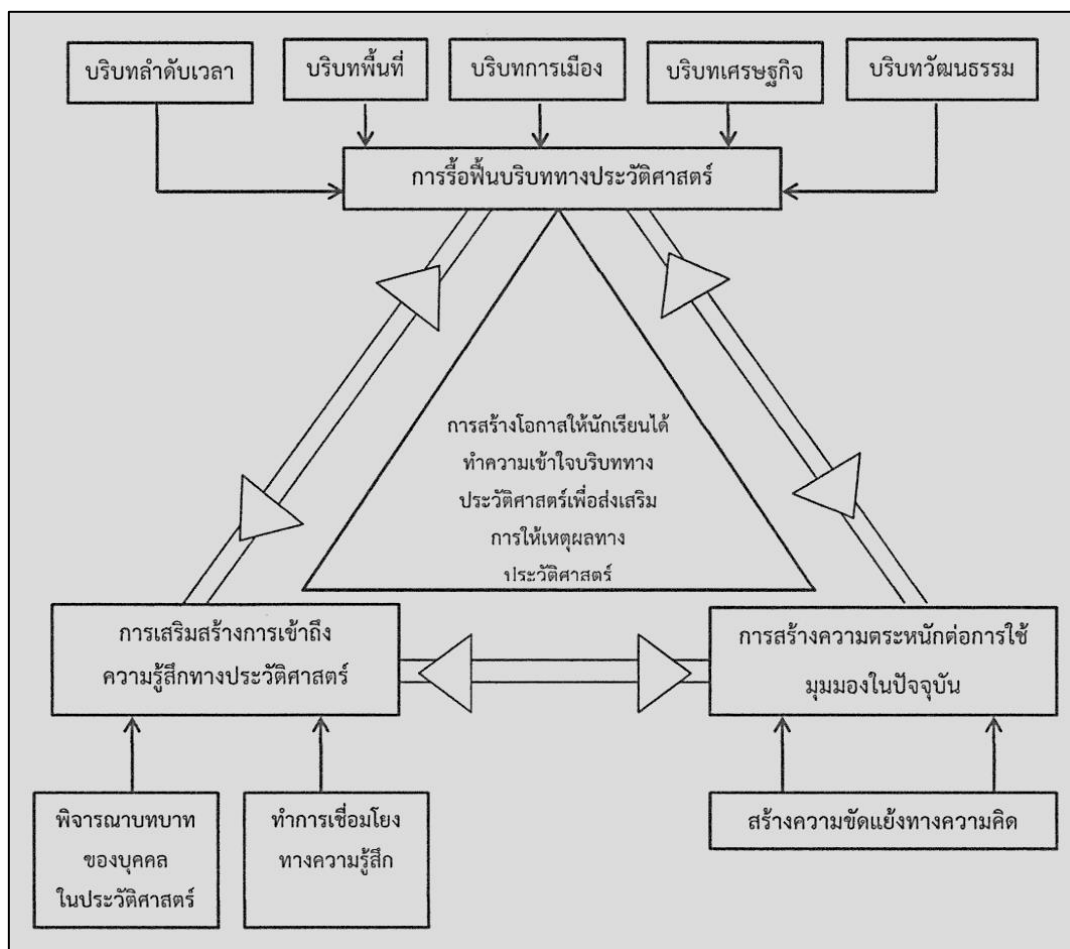 บริบทลำดับเวลา
บริบทพื้นที่
บริบทการเมือง
บริบทเศรษฐกิจ
บริบทวัฒนธรรม
การรื้อฟื้นบริบททางประวัติศาสตร์
การสร้างโอกาสให้นักเรียนได้
ทำความเข้าใจบริบททาง
ประวัติศาสตร์เพื่อส่งเสริม
การให้เหตุผลทาง
ประวัติศาสตร์
การเสริมสร้างการเข้าถึง
ความรู้สึกทางประวัติศาสตร์
การสร้างความตระหนักต่อการใช้
มุมมองในปัจจุบัน
พิจารณาบทบาท
ของบุคคล
ในประวัติศาสตร์
ทำการเชื่อมโยง
ทางความรู้สึก
สร้างความขัดแย้งทางความคิด